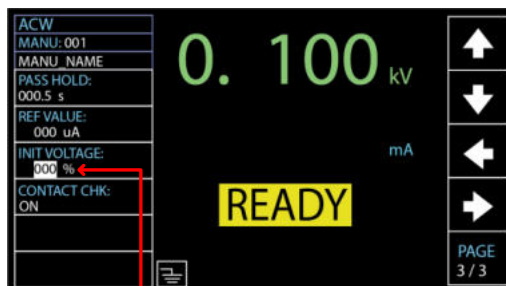 ACW
MANU: 001
MANU_NAME
PASS HOLD:
000.5 s
REF VALUE:
000 uA
INIT VOLTAGE:
000 %
CONTACT CHK:
ON
0. 100 kV
mA
READY
PAGE
3 / 3